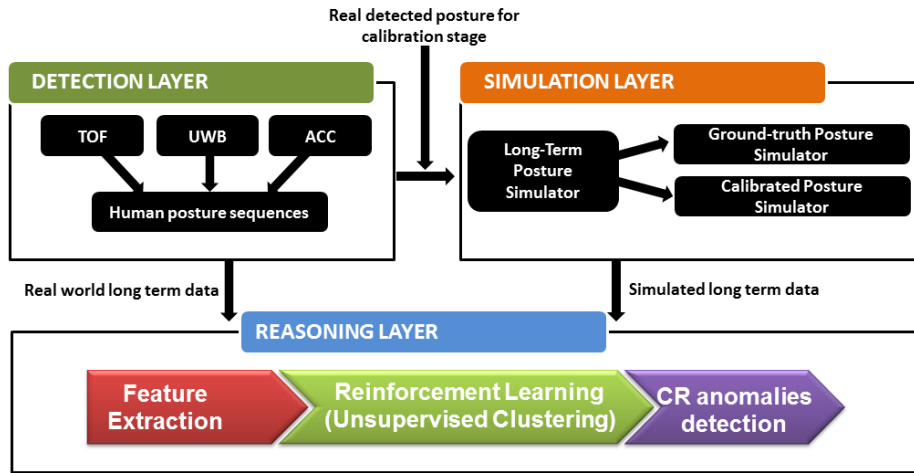 Real detected posture for
calibration stage
DETECTION LAYER
TOF
UWB
ACC
Human posture sequences
SIMULATION LAYER
Long-Term
Posture
Simulator
Ground-truth Posture
Simulator
Calibrated Posture
Simulator
Real world long term data
Simulated long term data
REASONING LAYER
Feature
Extraction
Reinforcement Learning
(Unsupervised Clustering)
CR anomalies
detection